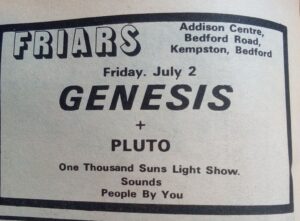 FRIARS
Addison Centre,
Bedford Road,
Kempston, Bedford
Friday. July 2
GENESIS
+
PLUTO
One Thousand Suns Light Show.
Sounds
People By You